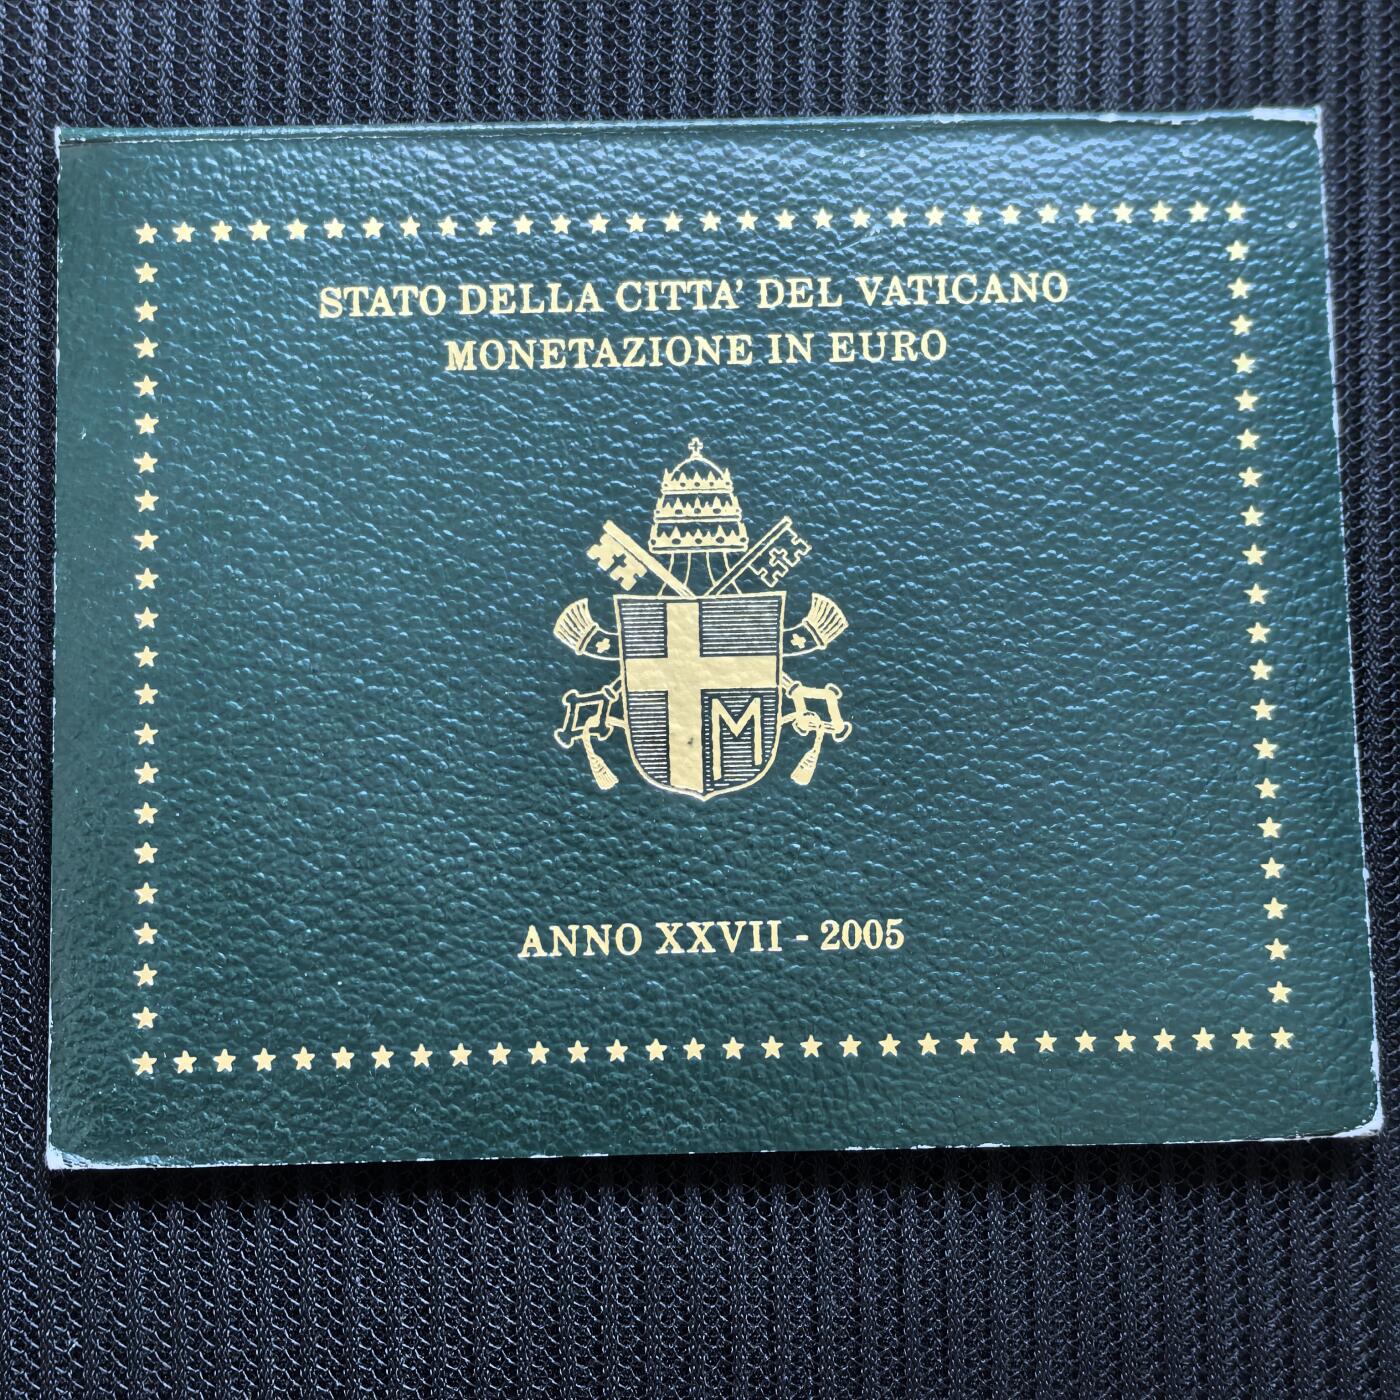 STATO DELLA CITTA' DEL VATICANO
MONETAZIONE IN EURO
M
ANNO XXVII - 2005